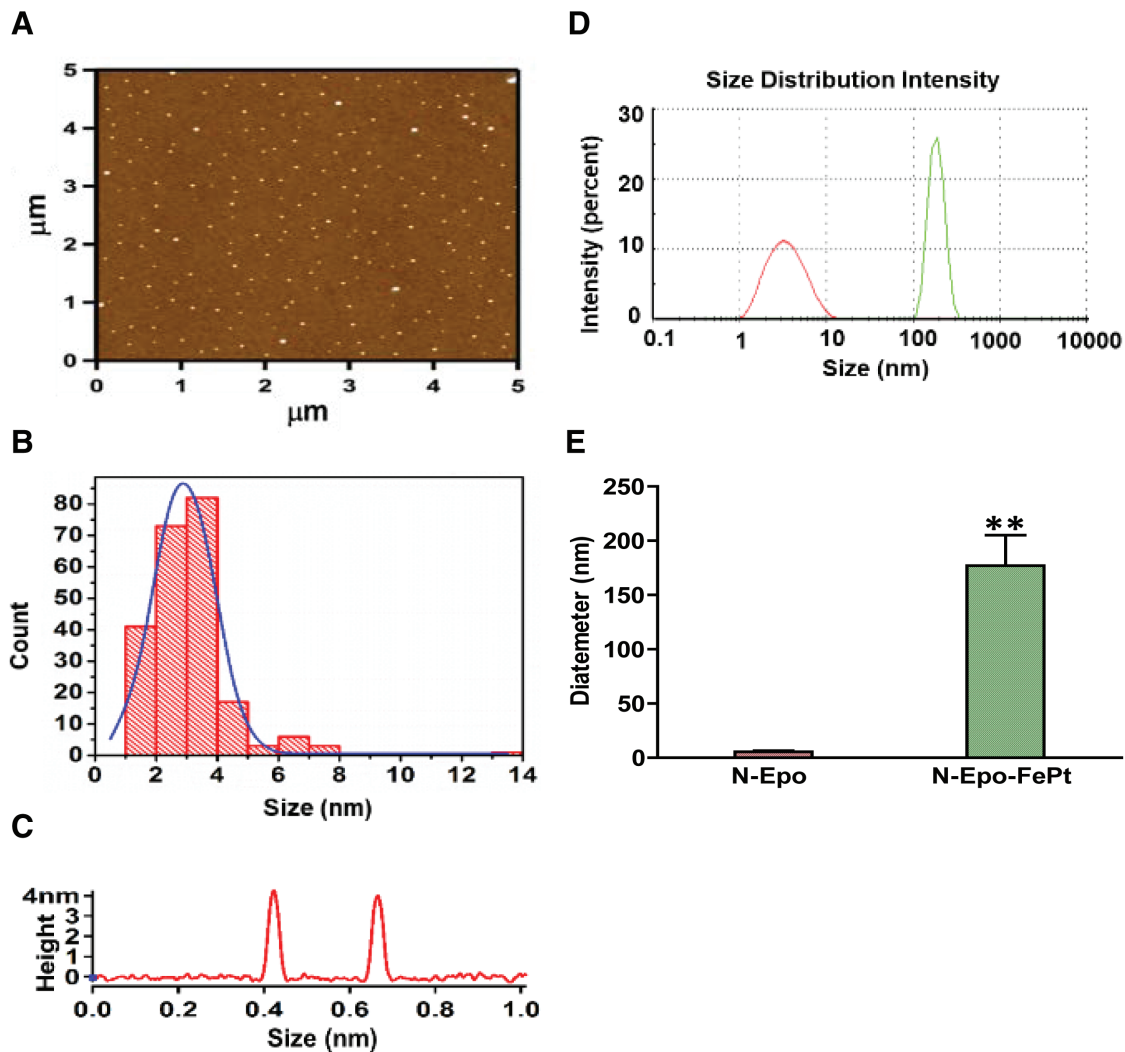 A
5
4
3
2
1
0
μm
0 1 2 3 4 5
μm
B
80
70
60
50
40
30
20
10
0
Count
0 2 4 6 8 10 12 14
Size (nm)
C
4nm
3
2
1
0
Height
0.0 0.2 0.4 0.6 0.8 1.0
Size (nm)
D
Size Distribution Intensity
30
20
10
0
Intensity (percent)
0.1 1 10 100 1000 10000
Size (nm)
E
250
200
150
100
50
0
Diatemeter (nm)
**
N-Epo N-Epo-FePt